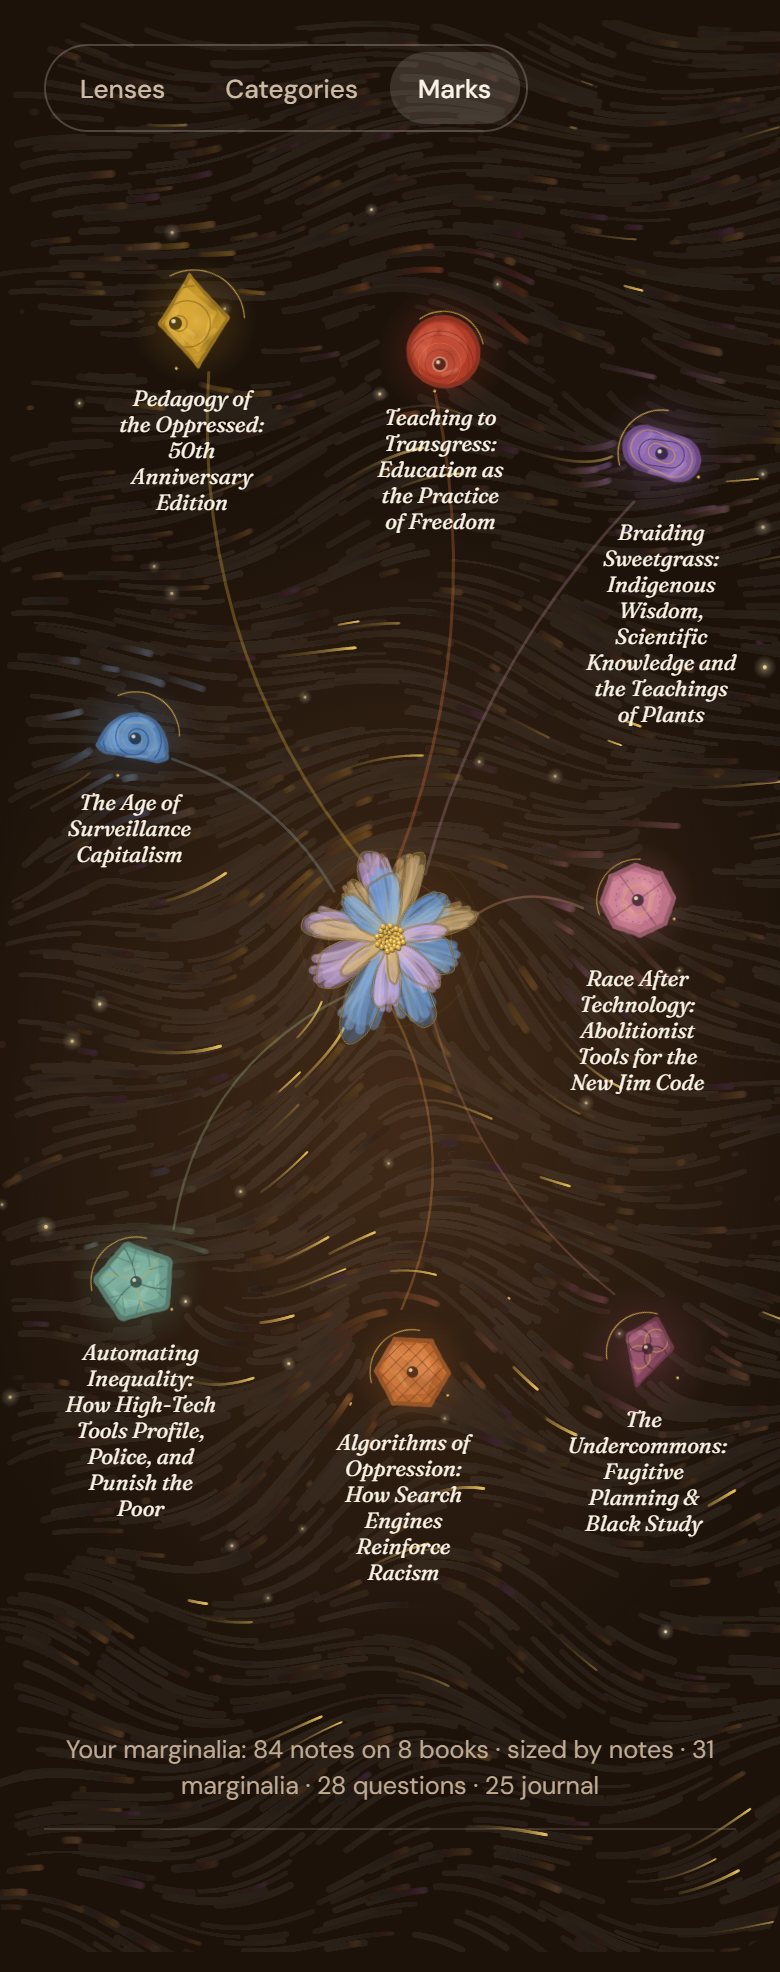 Lenses Categories Marks
Pedagogy of
the Oppressed:
50th
Anniversary
Edition
Teaching to
Transgress:
Education as
the Practice
of Freedom
Braiding
Sweetgrass:
Indigenous
Wisdom,
Scientific
Knowledge and
the Teachings
of Plants
The Age of
Surveillance
Capitalism
Race After
Technology:
Abolitionist
Tools for the
New Jim Code
Automating
Inequality:
How High-Tech
Tools Profile,
Police, and
Punish the
Poor
Algorithms of
Oppression:
How Search
Engines
Reinforce
Racism
The
Undercommons:
Fugitive
Planning &
Black Study
Your marginalia: 84 notes on 8 books · sized by notes · 31
marginalia · 28 questions · 25 journal